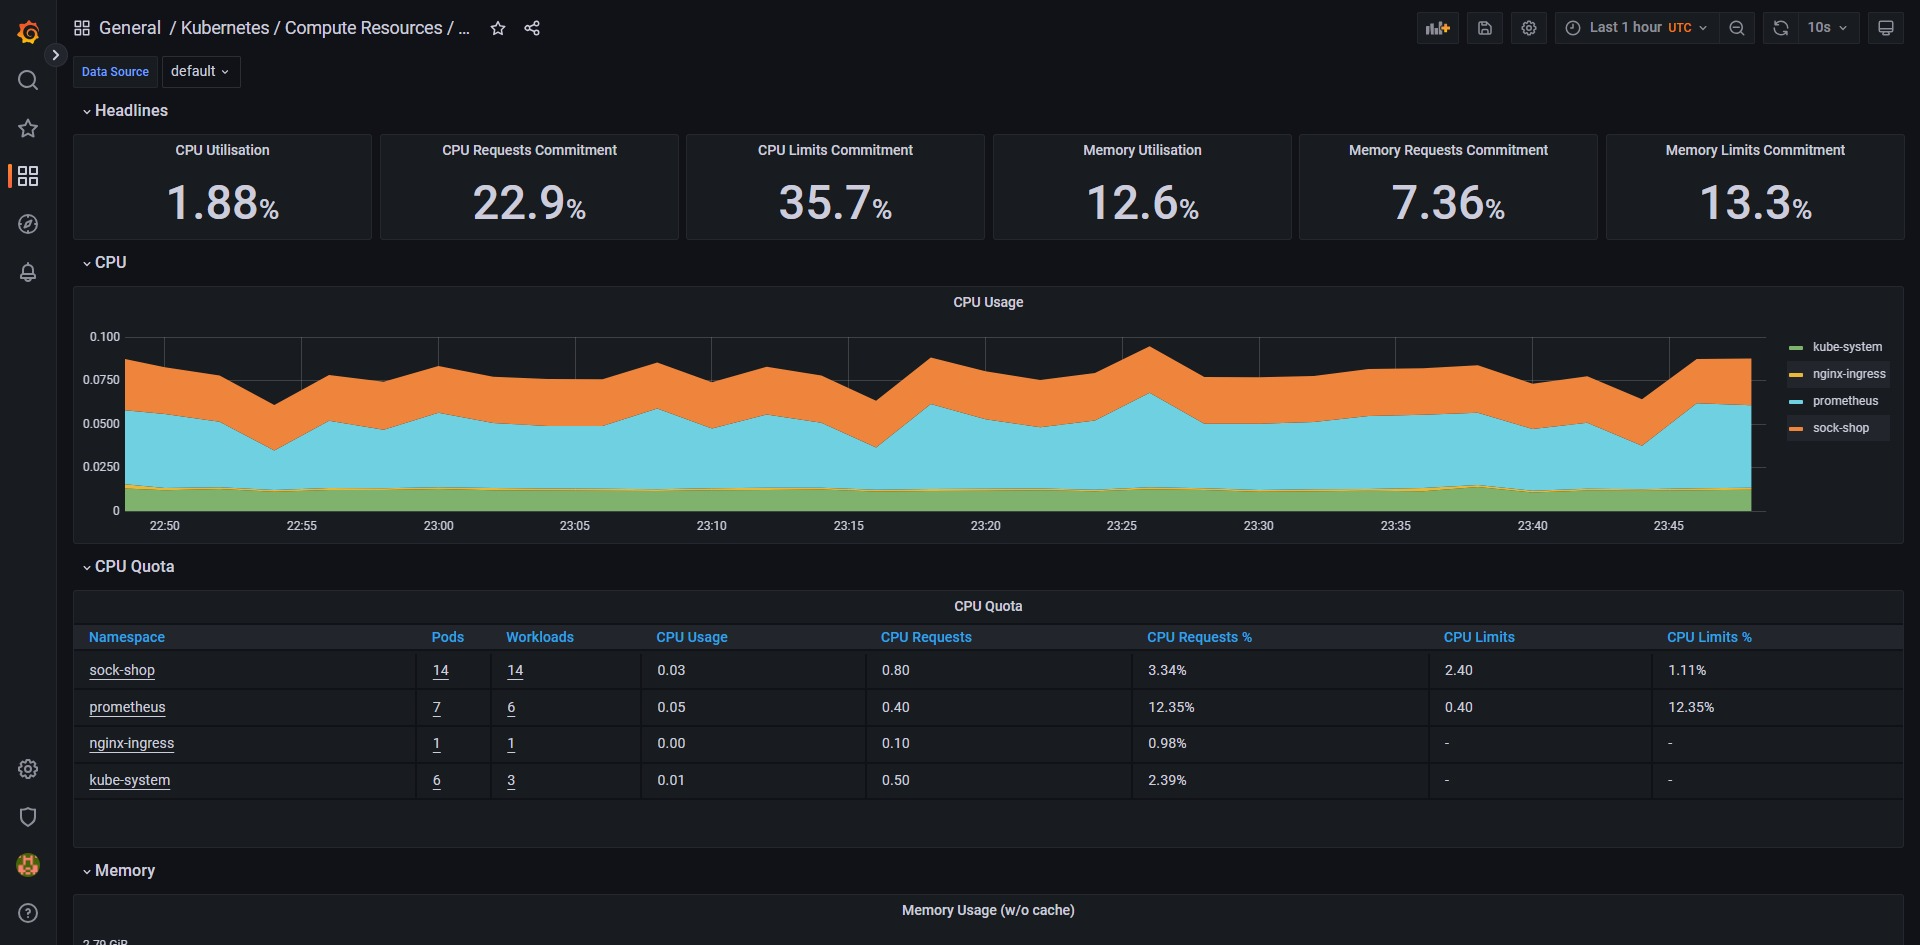 General / Kubernetes / Compute Resources / ...
Last 1 hour UTC
10s
Data Source default
Headlines
CPU Utilisation
1.88%
CPU Requests Commitment
22.9%
CPU Limits Commitment
35.7%
Memory Utilisation
12.6%
Memory Requests Commitment
7.36%
Memory Limits Commitment
13.3%
CPU
CPU Usage
0.100
0.0750
0.0500
0.0250
0
22:50 22:55 23:00 23:05 23:10 23:15 23:20 23:25 23:30 23:35 23:40 23:45
kube-system
nginx-ingress
prometheus
sock-shop
CPU Quota
CPU Quota
Namespace Pods Workloads CPU Usage CPU Requests CPU Requests % CPU Limits CPU Limits %
sock-shop 14 14 0.03 0.80 3.34% 2.40 1.11%
prometheus 7 6 0.05 0.40 12.35% 0.40 12.35%
nginx-ingress 1 1 0.00 0.10 0.98% - -
kube-system 6 3 0.01 0.50 2.39% - -
Memory
Memory Usage (w/o cache)
2.79 GiB